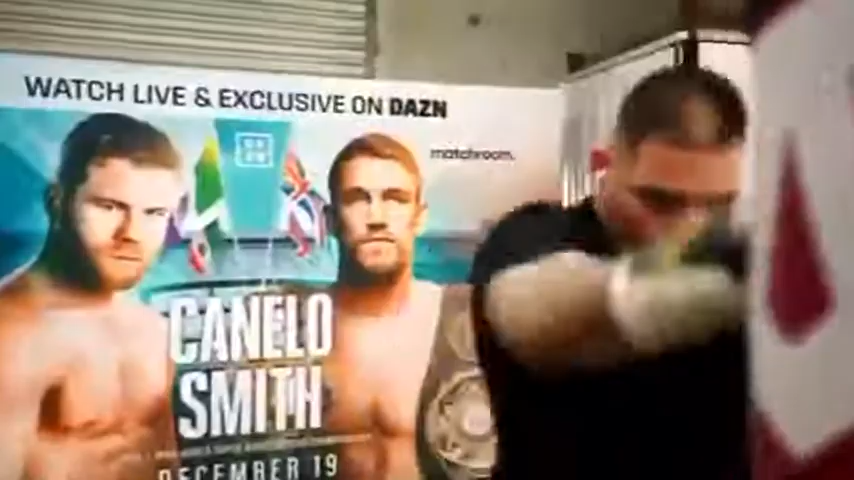 WATCH LIVE & EXCLUSIVE ON DAZN
matchroom.
CANELO
SMITH
DECEMBER 19